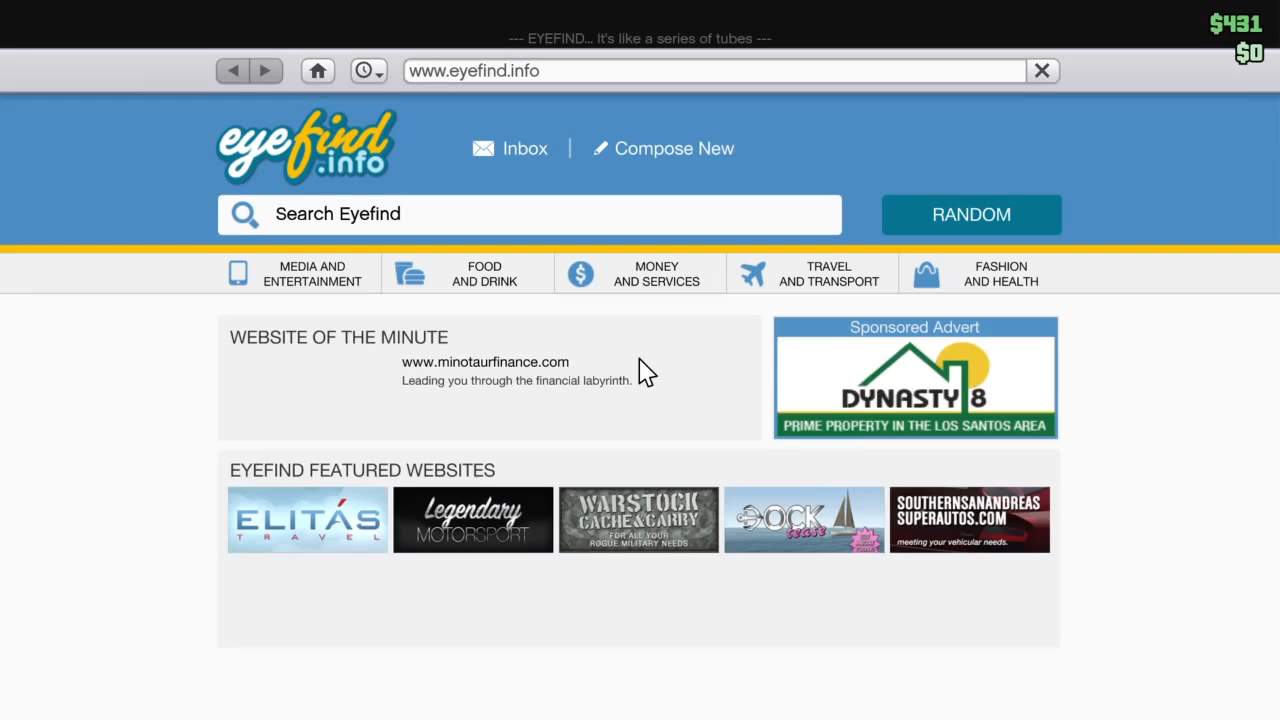 $431
--- EYEFIND... It's like a series of tubes ---
$0
www.eyefind.info
eyefind
.info
Inbox
Compose New
Search Eyefind
RANDOM
MEDIA AND
ENTERTAINMENT
FOOD
AND DRINK
MONEY
AND SERVICES
TRAVEL
AND TRANSPORT
FASHION
AND HEALTH
WEBSITE OF THE MINUTE
www.minotaurfinance.com
Leading you through the financial labyrinth.
Sponsored Advert
DYNASTY 8
PRIME PROPERTY IN THE LOS SANTOS AREA
EYEFIND FEATURED WEBSITES
ELITÁS
TRAVEL
Legendary
MOTORSPORT
WARSTOCK
CACHE&CARRY
FOR ALL YOUR
ROGUE MILITARY NEEDS
DOCK
tease
SOUTHERNSANANDREAS
SUPERAUTOS.COM
meeting your vehicular needs.